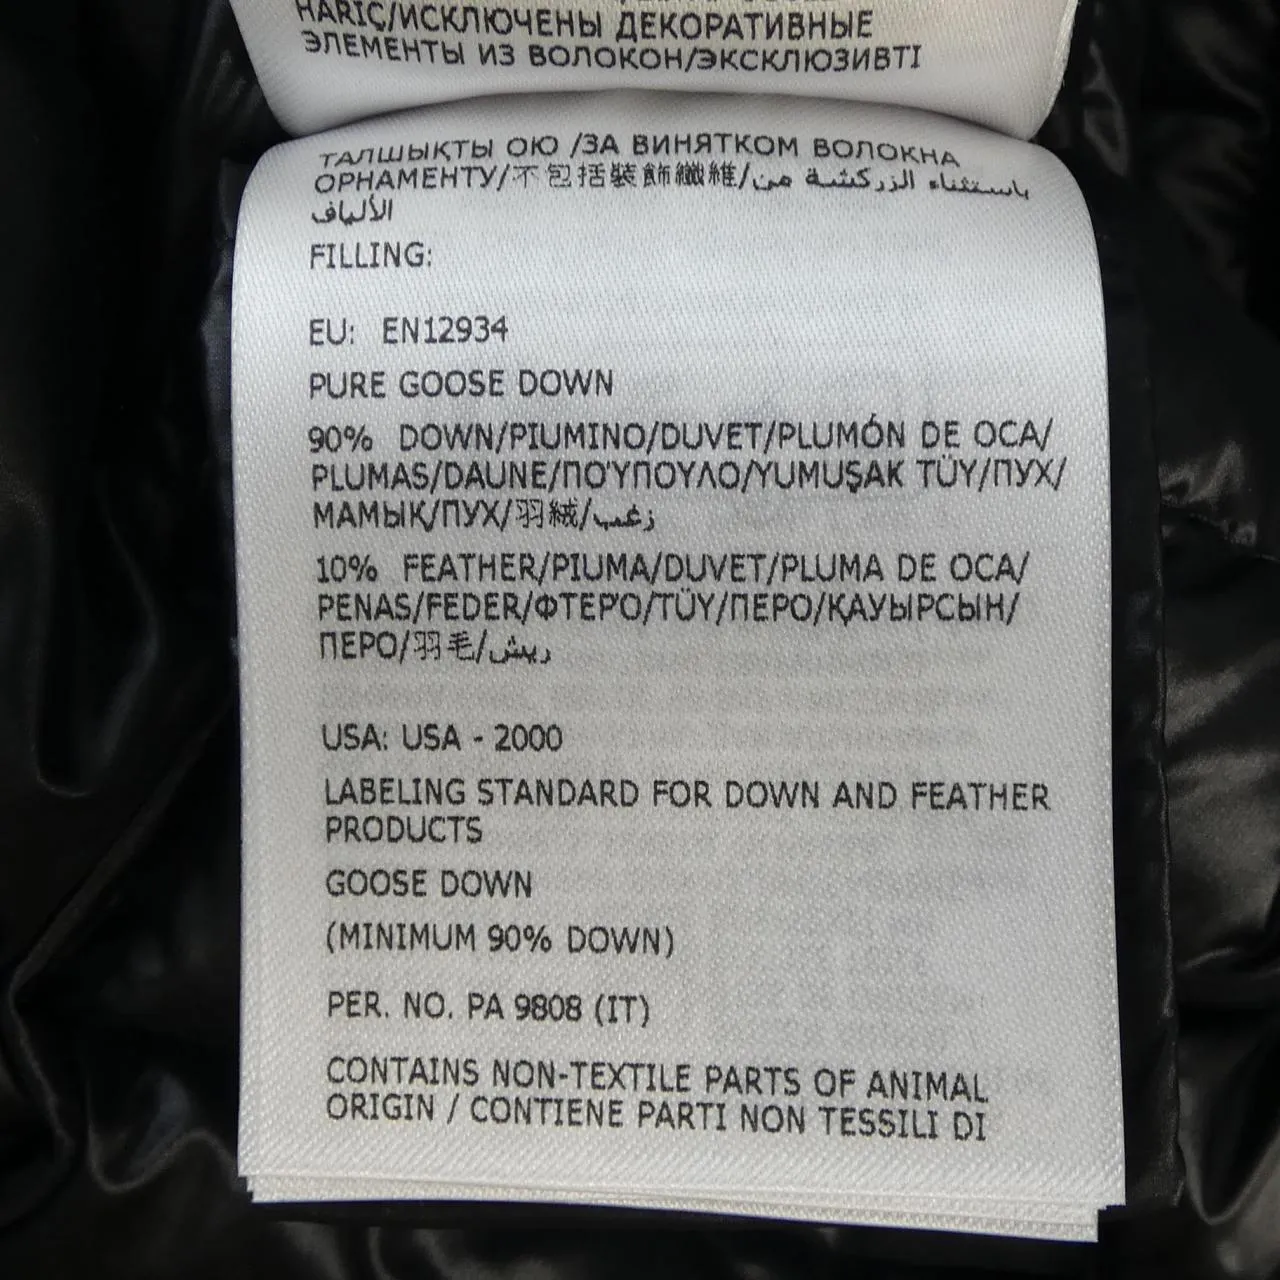 HARİÇ/ИСКЛЮЧЕНЫ ДЕКОРАТИВНЫЕ
ЭЛЕМЕНТЫ ИЗ ВОЛОКОН/ЭКСКЛЮЗИВТІ
ТАЛШЫҚТЫ ОЮ /ЗА ВИНЯТКОМ ВОЛОКНА
ОРНАМЕНТУ/不包括裝飾纖維/باستثناء الزركشة من
الألياف
FILLING:
EU: EN12934
PURE GOOSE DOWN
90% DOWN/PIUMINO/DUVET/PLUMÓN DE OCA/
PLUMAS/DAUNE/ΠΟΎΠΟΥΛΟ/YUMUŞAK TÜY/ПУХ/
МАМЫҚ/ПУХ/羽絨/زغب
10% FEATHER/PIUMA/DUVET/PLUMA DE OCA/
PENAS/FEDER/ΦΤΕΡΌ/TÜY/ПЕРО/ҚАУЫРСЫН/
ПЕРО/羽毛/ريش
USA: USA - 2000
LABELING STANDARD FOR DOWN AND FEATHER
PRODUCTS
GOOSE DOWN
(MINIMUM 90% DOWN)
PER. NO. PA 9808 (IT)
CONTAINS NON-TEXTILE PARTS OF ANIMAL
ORIGIN / CONTIENE PARTI NON TESSILI DI